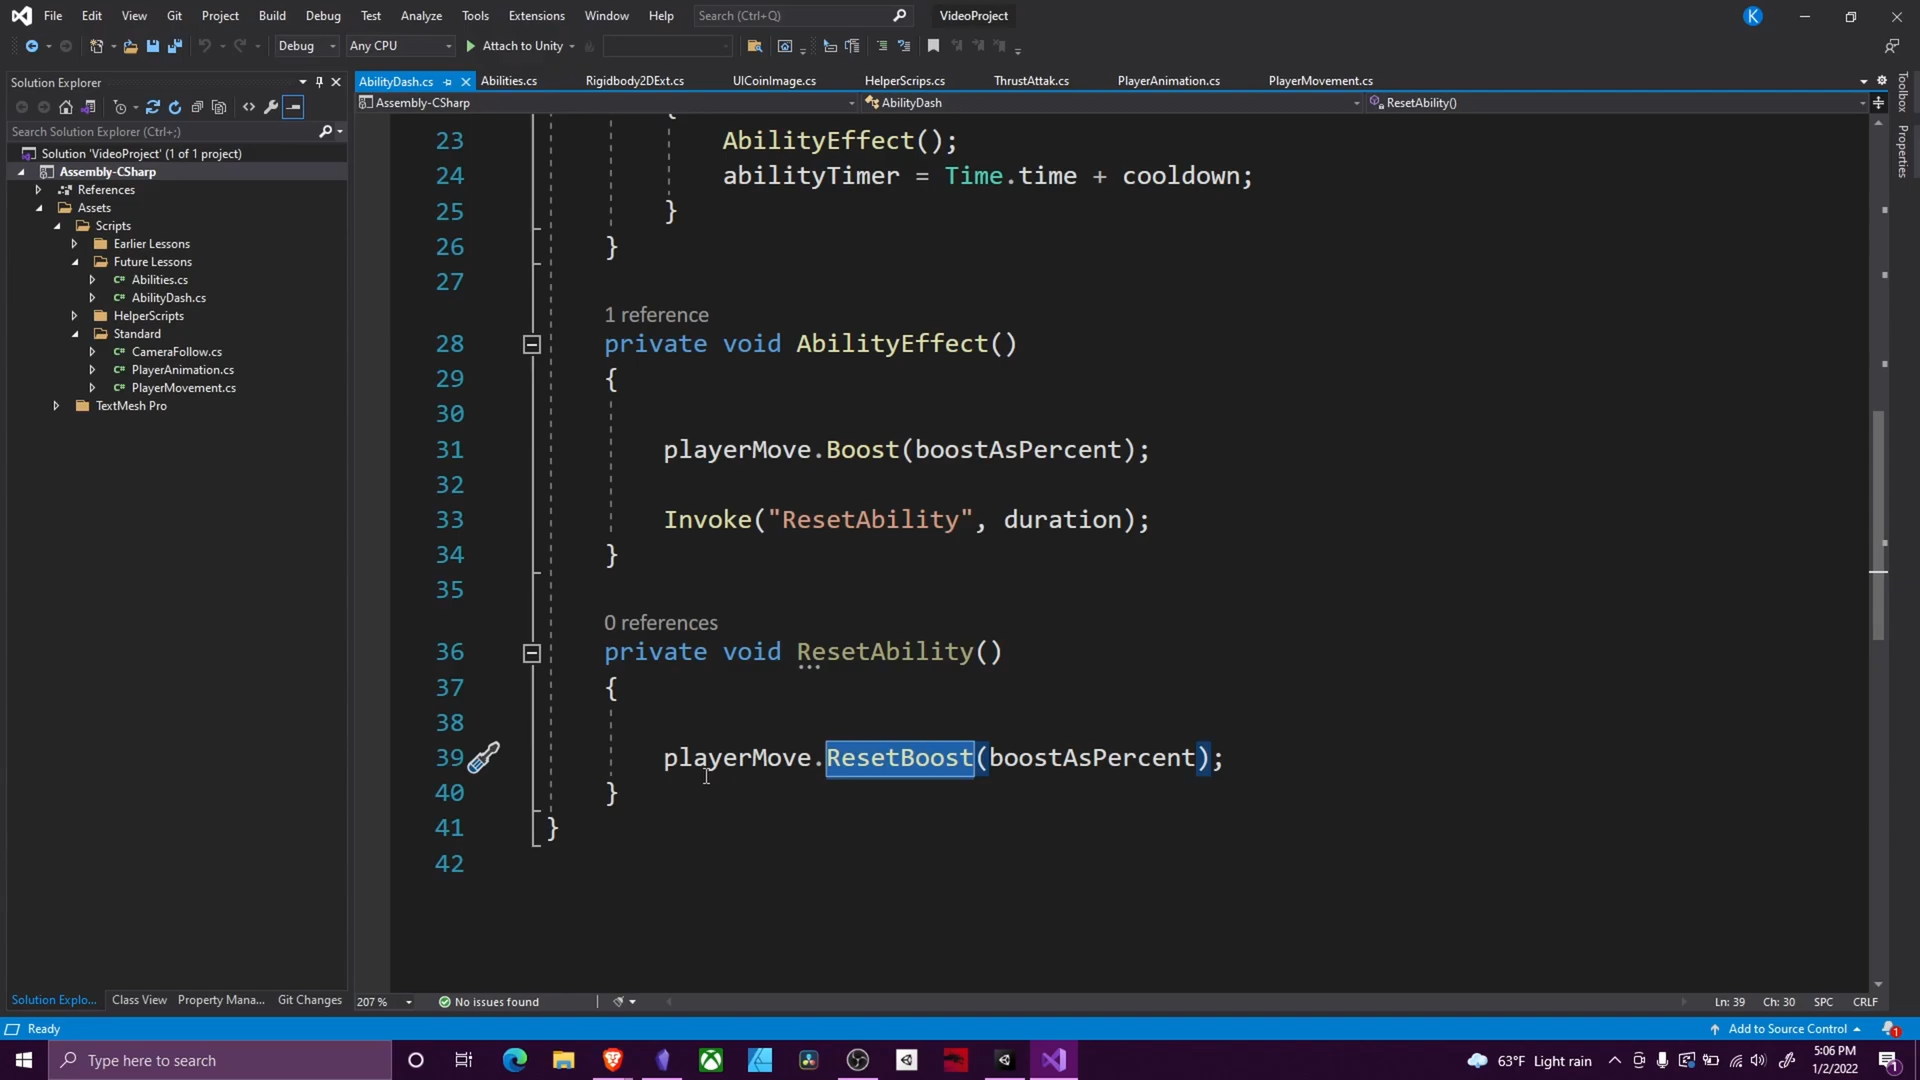 File Edit View Git Project Build Debug Test Analyze Tools Extensions Window Help Search (Ctrl+Q) VideoProject K
Debug Any CPU Attach to Unity
Solution Explorer
AbilityDash.cs Abilities.cs Rigidbody2DExt.cs UICoinImage.cs HelperScrips.cs ThrustAttak.cs PlayerAnimation.cs PlayerMovement.cs
Assembly-CSharp AbilityDash ResetAbility()
Search Solution Explorer (Ctrl+;)
Solution 'VideoProject' (1 of 1 project)
Assembly-CSharp
References
Assets
Scripts
Earlier Lessons
Future Lessons
C# Abilities.cs
C# AbilityDash.cs
HelperScripts
Standard
C# CameraFollow.cs
C# PlayerAnimation.cs
C# PlayerMovement.cs
TextMesh Pro
23 AbilityEffect();
24 abilityTimer = Time.time + cooldown;
25 }
26 }
27
1 reference
28 private void AbilityEffect()
29 {
30
31 playerMove.Boost(boostAsPercent);
32
33 Invoke("ResetAbility", duration);
34 }
35
0 references
36 private void ResetAbility()
37 {
38
39 playerMove.ResetBoost(boostAsPercent);
40 }
41 }
42
Toolbox
Properties
Solution Explo... Class View Property Mana... Git Changes
207 % No issues found Ln: 39 Ch: 30 SPC CRLF
Ready Add to Source Control 1
Type here to search 63°F Light rain 5:06 PM
1/2/2022 1